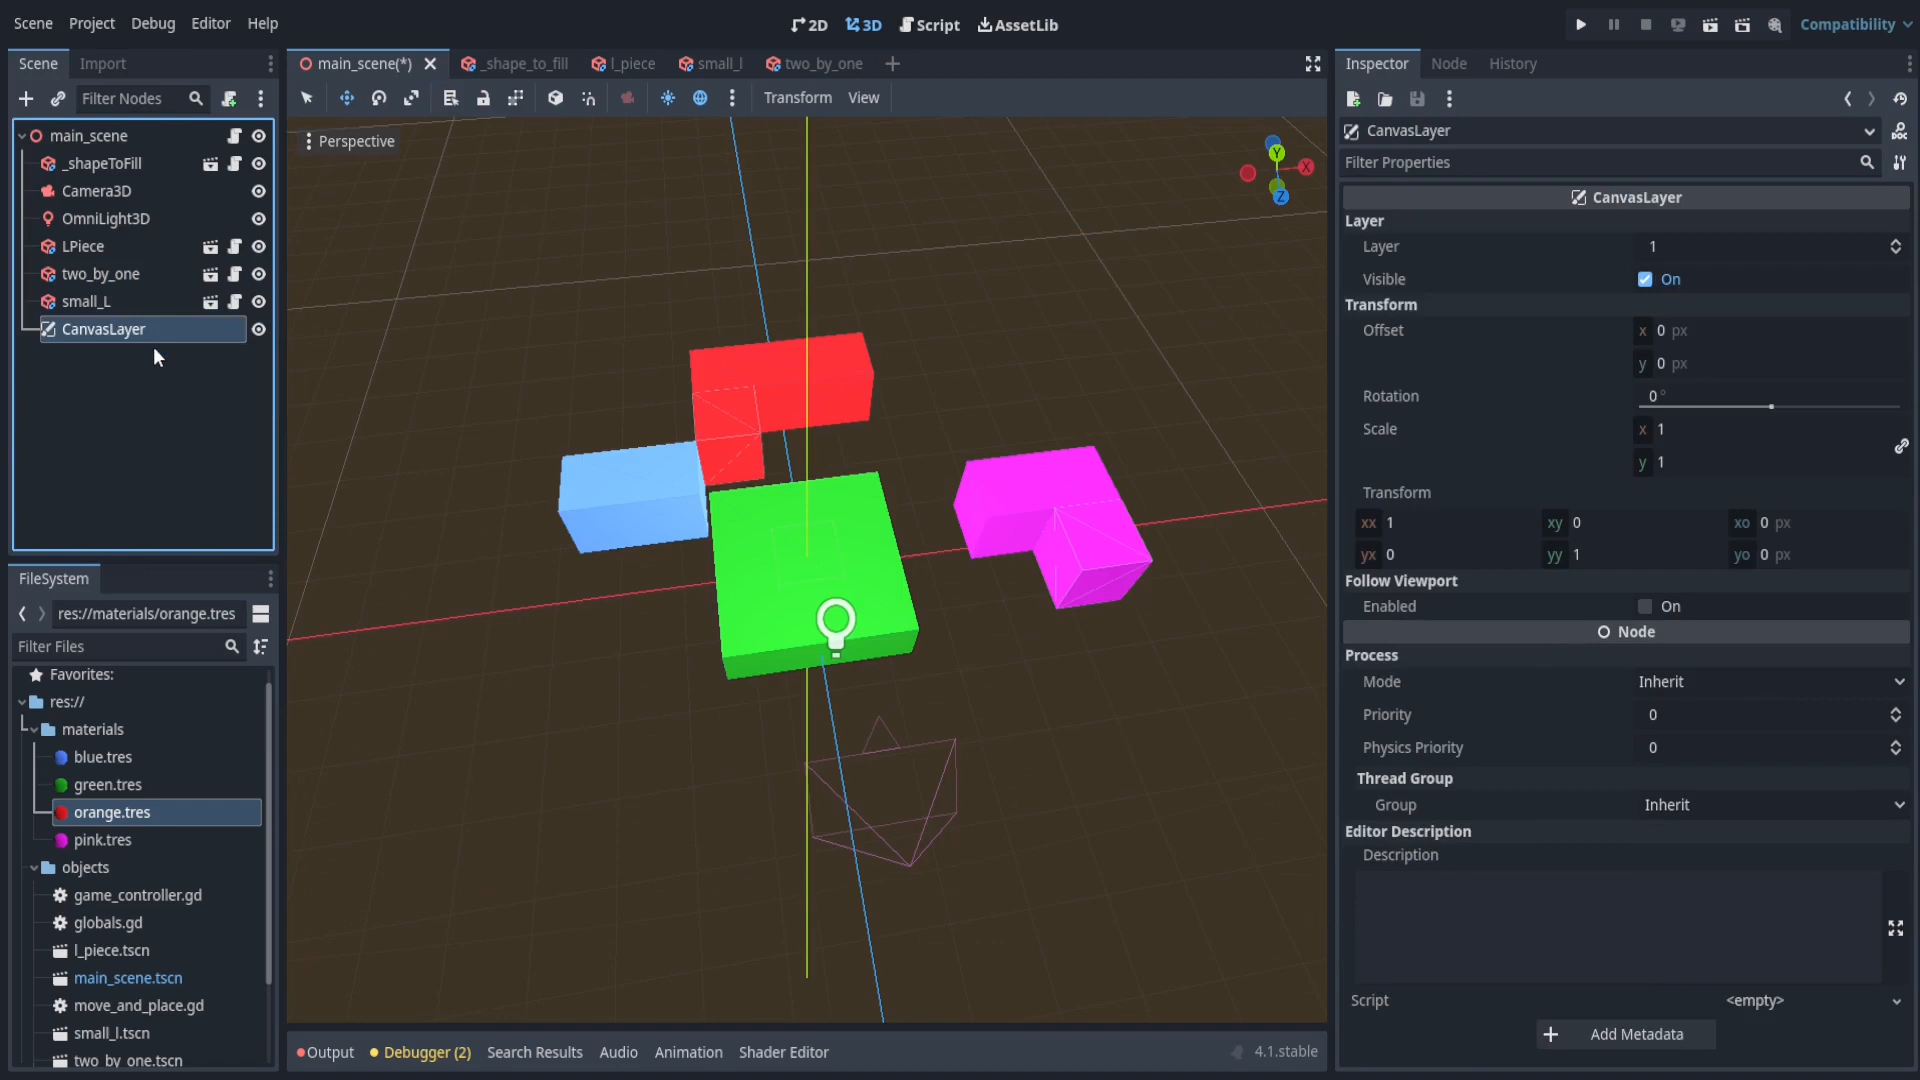 Scene Project Debug Editor Help
2D 3D Script AssetLib
Compatibility
Scene Import
Filter Nodes
main_scene
_shapeToFill
Camera3D
OmniLight3D
LPiece
two_by_one
small_L
CanvasLayer
FileSystem
res://materials/orange.tres
Filter Files
Favorites:
res://
materials
blue.tres
green.tres
orange.tres
pink.tres
objects
game_controller.gd
globals.gd
l_piece.tscn
main_scene.tscn
move_and_place.gd
small_l.tscn
two_by_one.tscn
main_scene(*) _shape_to_fill l_piece small_l two_by_one
Transform View
Perspective
Y
X
Z
Output Debugger (2) Search Results Audio Animation Shader Editor 4.1.stable
Inspector Node History
CanvasLayer
Filter Properties
CanvasLayer
Layer
Layer 1
Visible On
Transform
Offset x 0 px
y 0 px
Rotation 0 °
Scale x 1
y 1
Transform
xx 1 xy 0 xo 0 px
yx 0 yy 1 yo 0 px
Follow Viewport
Enabled On
Node
Process
Mode Inherit
Priority 0
Physics Priority 0
Thread Group
Group Inherit
Editor Description
Description
Script <empty>
Add Metadata